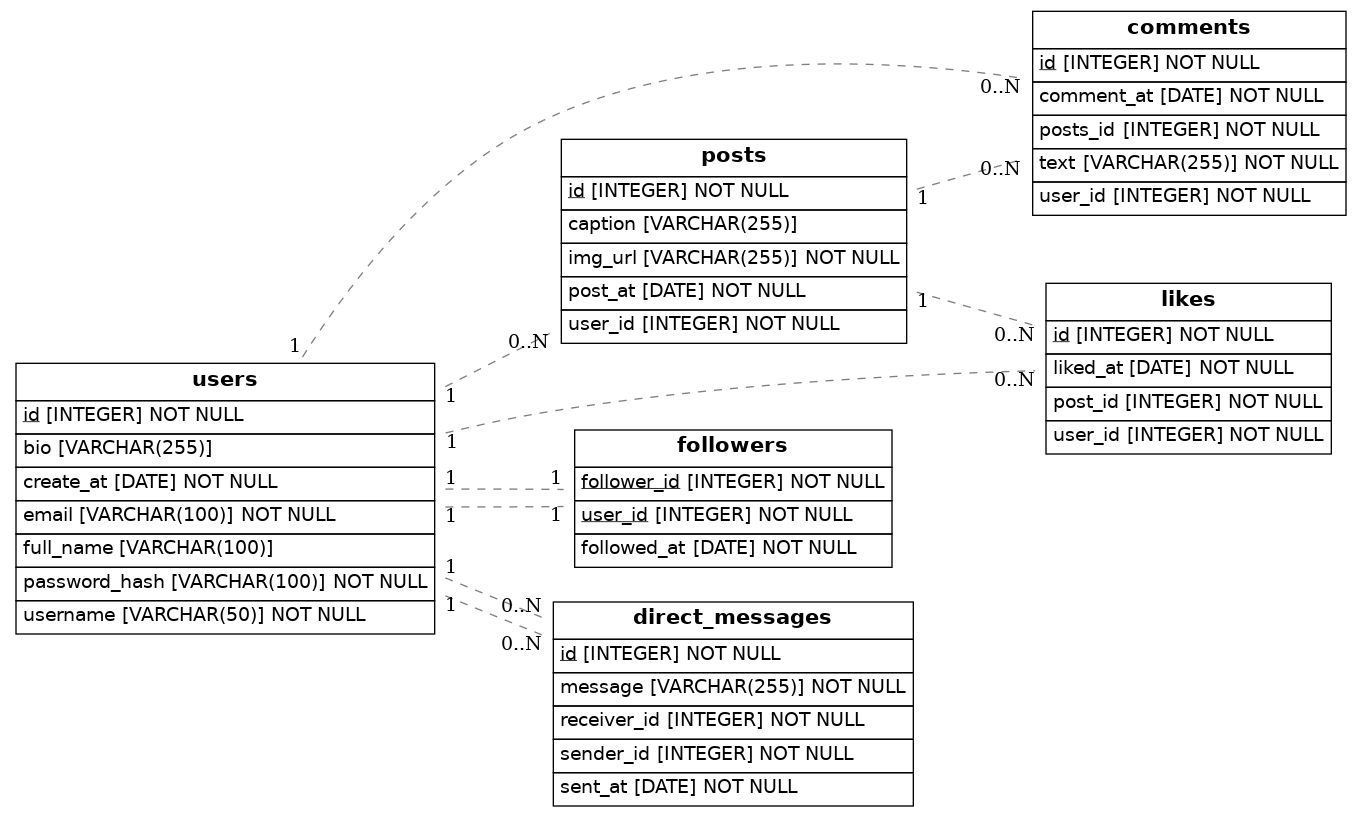 comments
id [INTEGER] NOT NULL
comment_at [DATE] NOT NULL
posts_id [INTEGER] NOT NULL
text [VARCHAR(255)] NOT NULL
user_id [INTEGER] NOT NULL
0..N
0..N
posts
id [INTEGER] NOT NULL
caption [VARCHAR(255)]
img_url [VARCHAR(255)] NOT NULL
post_at [DATE] NOT NULL
user_id [INTEGER] NOT NULL
1
1
0..N
likes
id [INTEGER] NOT NULL
liked_at [DATE] NOT NULL
post_id [INTEGER] NOT NULL
user_id [INTEGER] NOT NULL
0..N
0..N
1
users
id [INTEGER] NOT NULL
bio [VARCHAR(255)]
create_at [DATE] NOT NULL
email [VARCHAR(100)] NOT NULL
full_name [VARCHAR(100)]
password_hash [VARCHAR(100)] NOT NULL
username [VARCHAR(50)] NOT NULL
1
1
1
1
1
1
followers
follower_id [INTEGER] NOT NULL
user_id [INTEGER] NOT NULL
followed_at [DATE] NOT NULL
1
1
direct_messages
id [INTEGER] NOT NULL
message [VARCHAR(255)] NOT NULL
receiver_id [INTEGER] NOT NULL
sender_id [INTEGER] NOT NULL
sent_at [DATE] NOT NULL
0..N
0..N